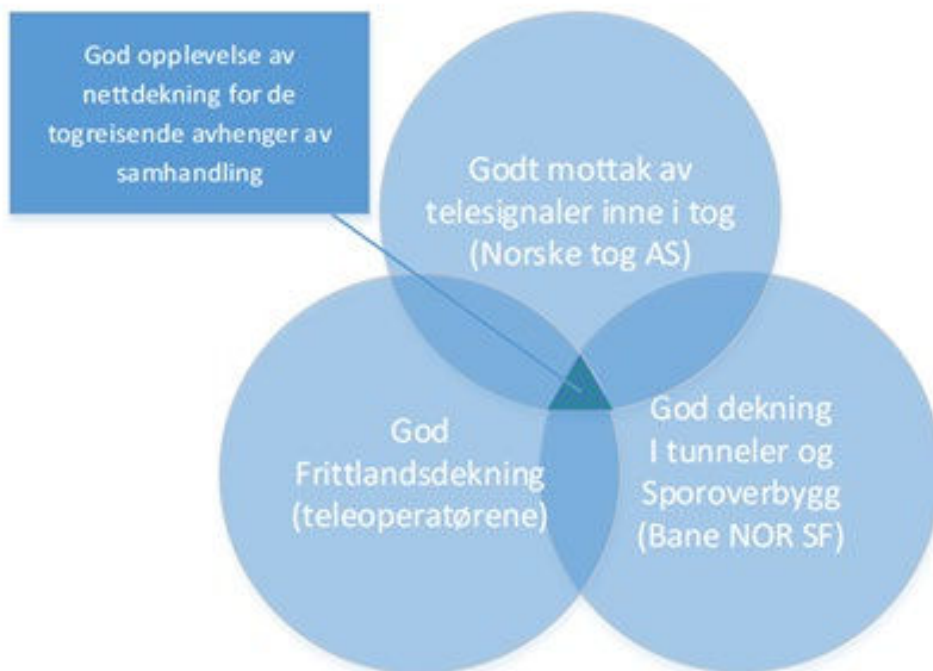 God opplevelse av
nettdekning for de
togreisende avhenger av
samhandling
Godt mottak av
telesignaler inne i tog
(Norske tog AS)
God
Frittlandsdekning
(teleoperatørene)
God dekning
I tunneler og
Sporoverbygg
(Bane NOR SF)